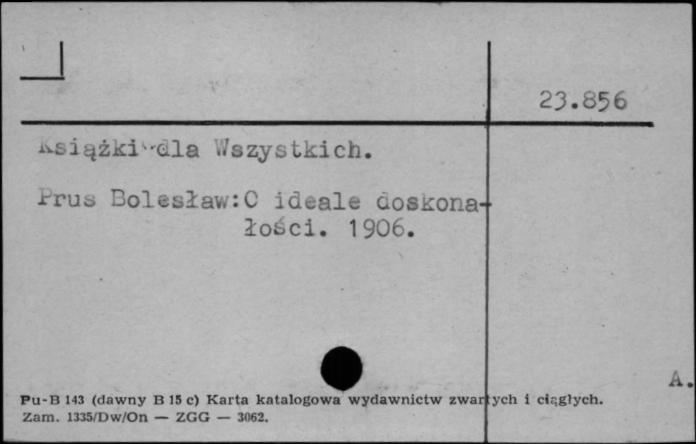 23.856
Książki dla Wszystkich.
Prus Bolesław:O ideale doskona-
łości. 1906.
A.
Pu-B 143 (dawny B 15 c) Karta katalogowa wydawnictw zwartych i ciągłych.
Zam. 1335/Dw/On — ZGG — 3062.